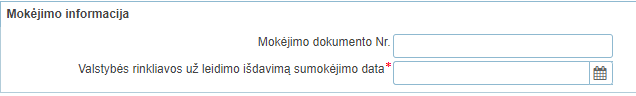 Mokėjimo informacija
Mokėjimo dokumento Nr.
Valstybės rinkliavos už leidimo išdavimą sumokėjimo data*